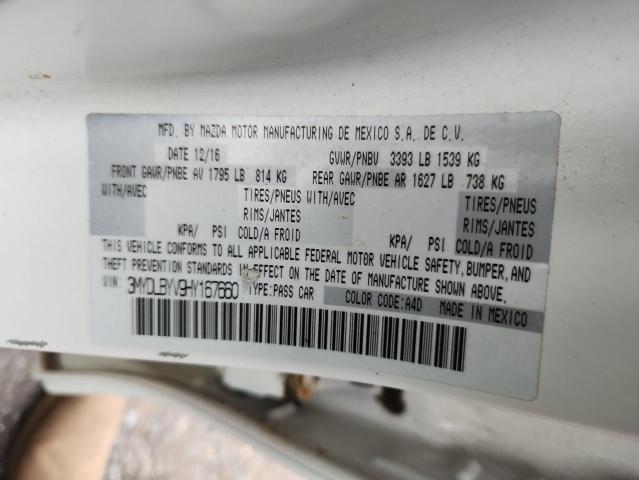 MFD. BY MAZDA MOTOR MANUFACTURING DE MEXICO S.A. DE C.V.
DATE 12/16 GVWR/PNBV 3393 LB 1539 KG
FRONT GAWR/PNBE AV 1795 LB 814 KG REAR GAWR/PNBE AR 1627 LB 738 KG
WITH/AVEC TIRES/PNEUS WITH/AVEC TIRES/PNEUS
RIMS/JANTES RIMS/JANTES
KPA/ PSI COLD/A FROID KPA/ PSI COLD/A FROID
THIS VEHICLE CONFORMS TO ALL APPLICABLE FEDERAL MOTOR VEHICLE SAFETY, BUMPER, AND
THEFT PREVENTION STANDARDS IN EFFECT ON THE DATE OF MANUFACTURE SHOWN ABOVE.
VIN: 3MYDLBYV9HY167660 TYPE:PASS CAR COLOR CODE:A4D MADE IN MEXICO